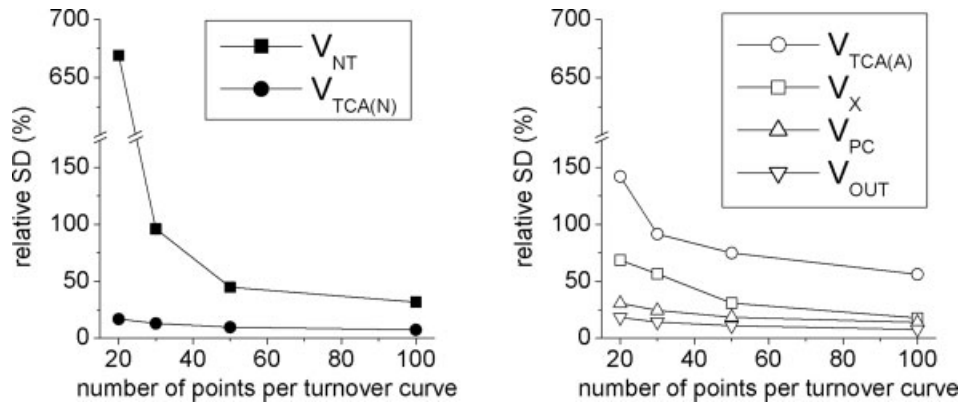 700
650
150
100
50
0
relative SD (%)
20 40 60 80 100
number of points per turnover curve
V_NT
V_TCA(N)
700
650
150
100
50
0
relative SD (%)
20 40 60 80 100
number of points per turnover curve
V_TCA(A)
V_X
V_PC
V_OUT